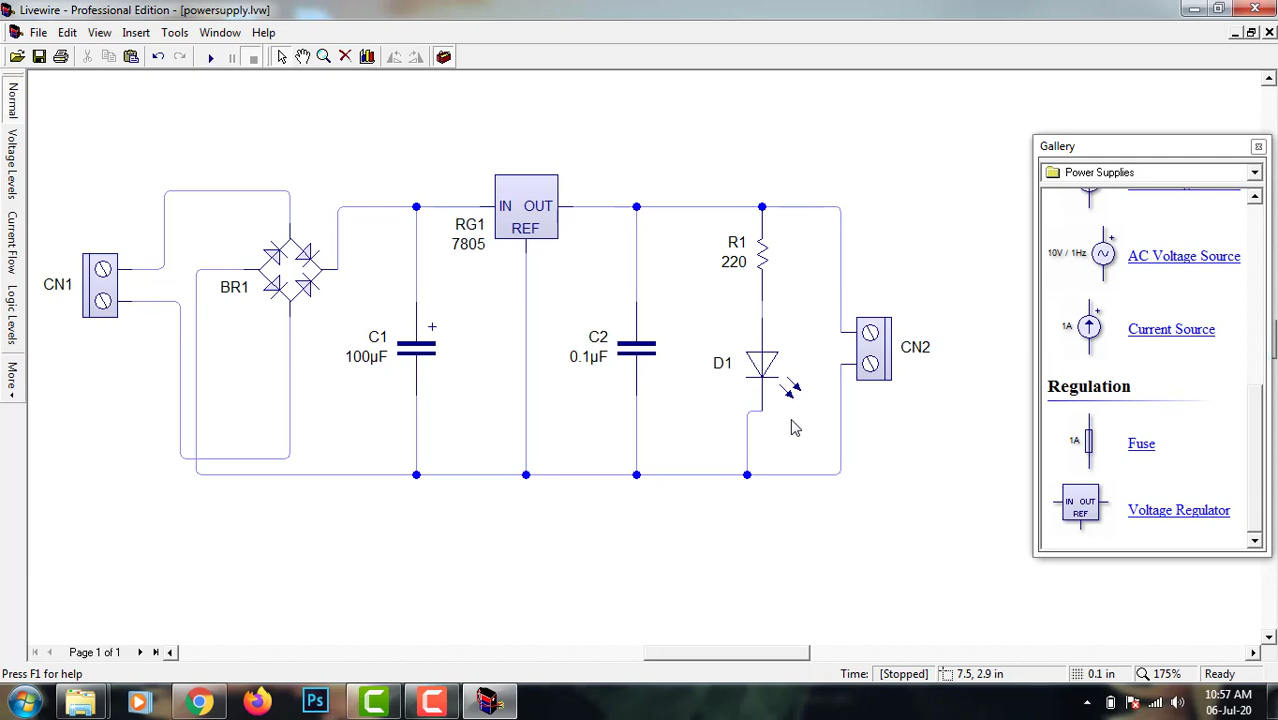 Livewire - Professional Edition - [powersupply.lvw]
File Edit View Insert Tools Window Help
Normal
Voltage Levels
Current Flow
Logic Levels
More
CN1
BR1
C1
100µF
+
RG1
7805
IN OUT
REF
C2
0.1µF
R1
220
D1
CN2
Gallery
Power Supplies
10V / 1Hz
+
AC Voltage Source
1A
+
Current Source
Regulation
1A
Fuse
IN OUT
REF
Voltage Regulator
Page 1 of 1
Press F1 for help
Time: [Stopped] 7.5, 2.9 in 0.1 in 175% Ready
Ps
C
C
10:57 AM
06-Jul-20